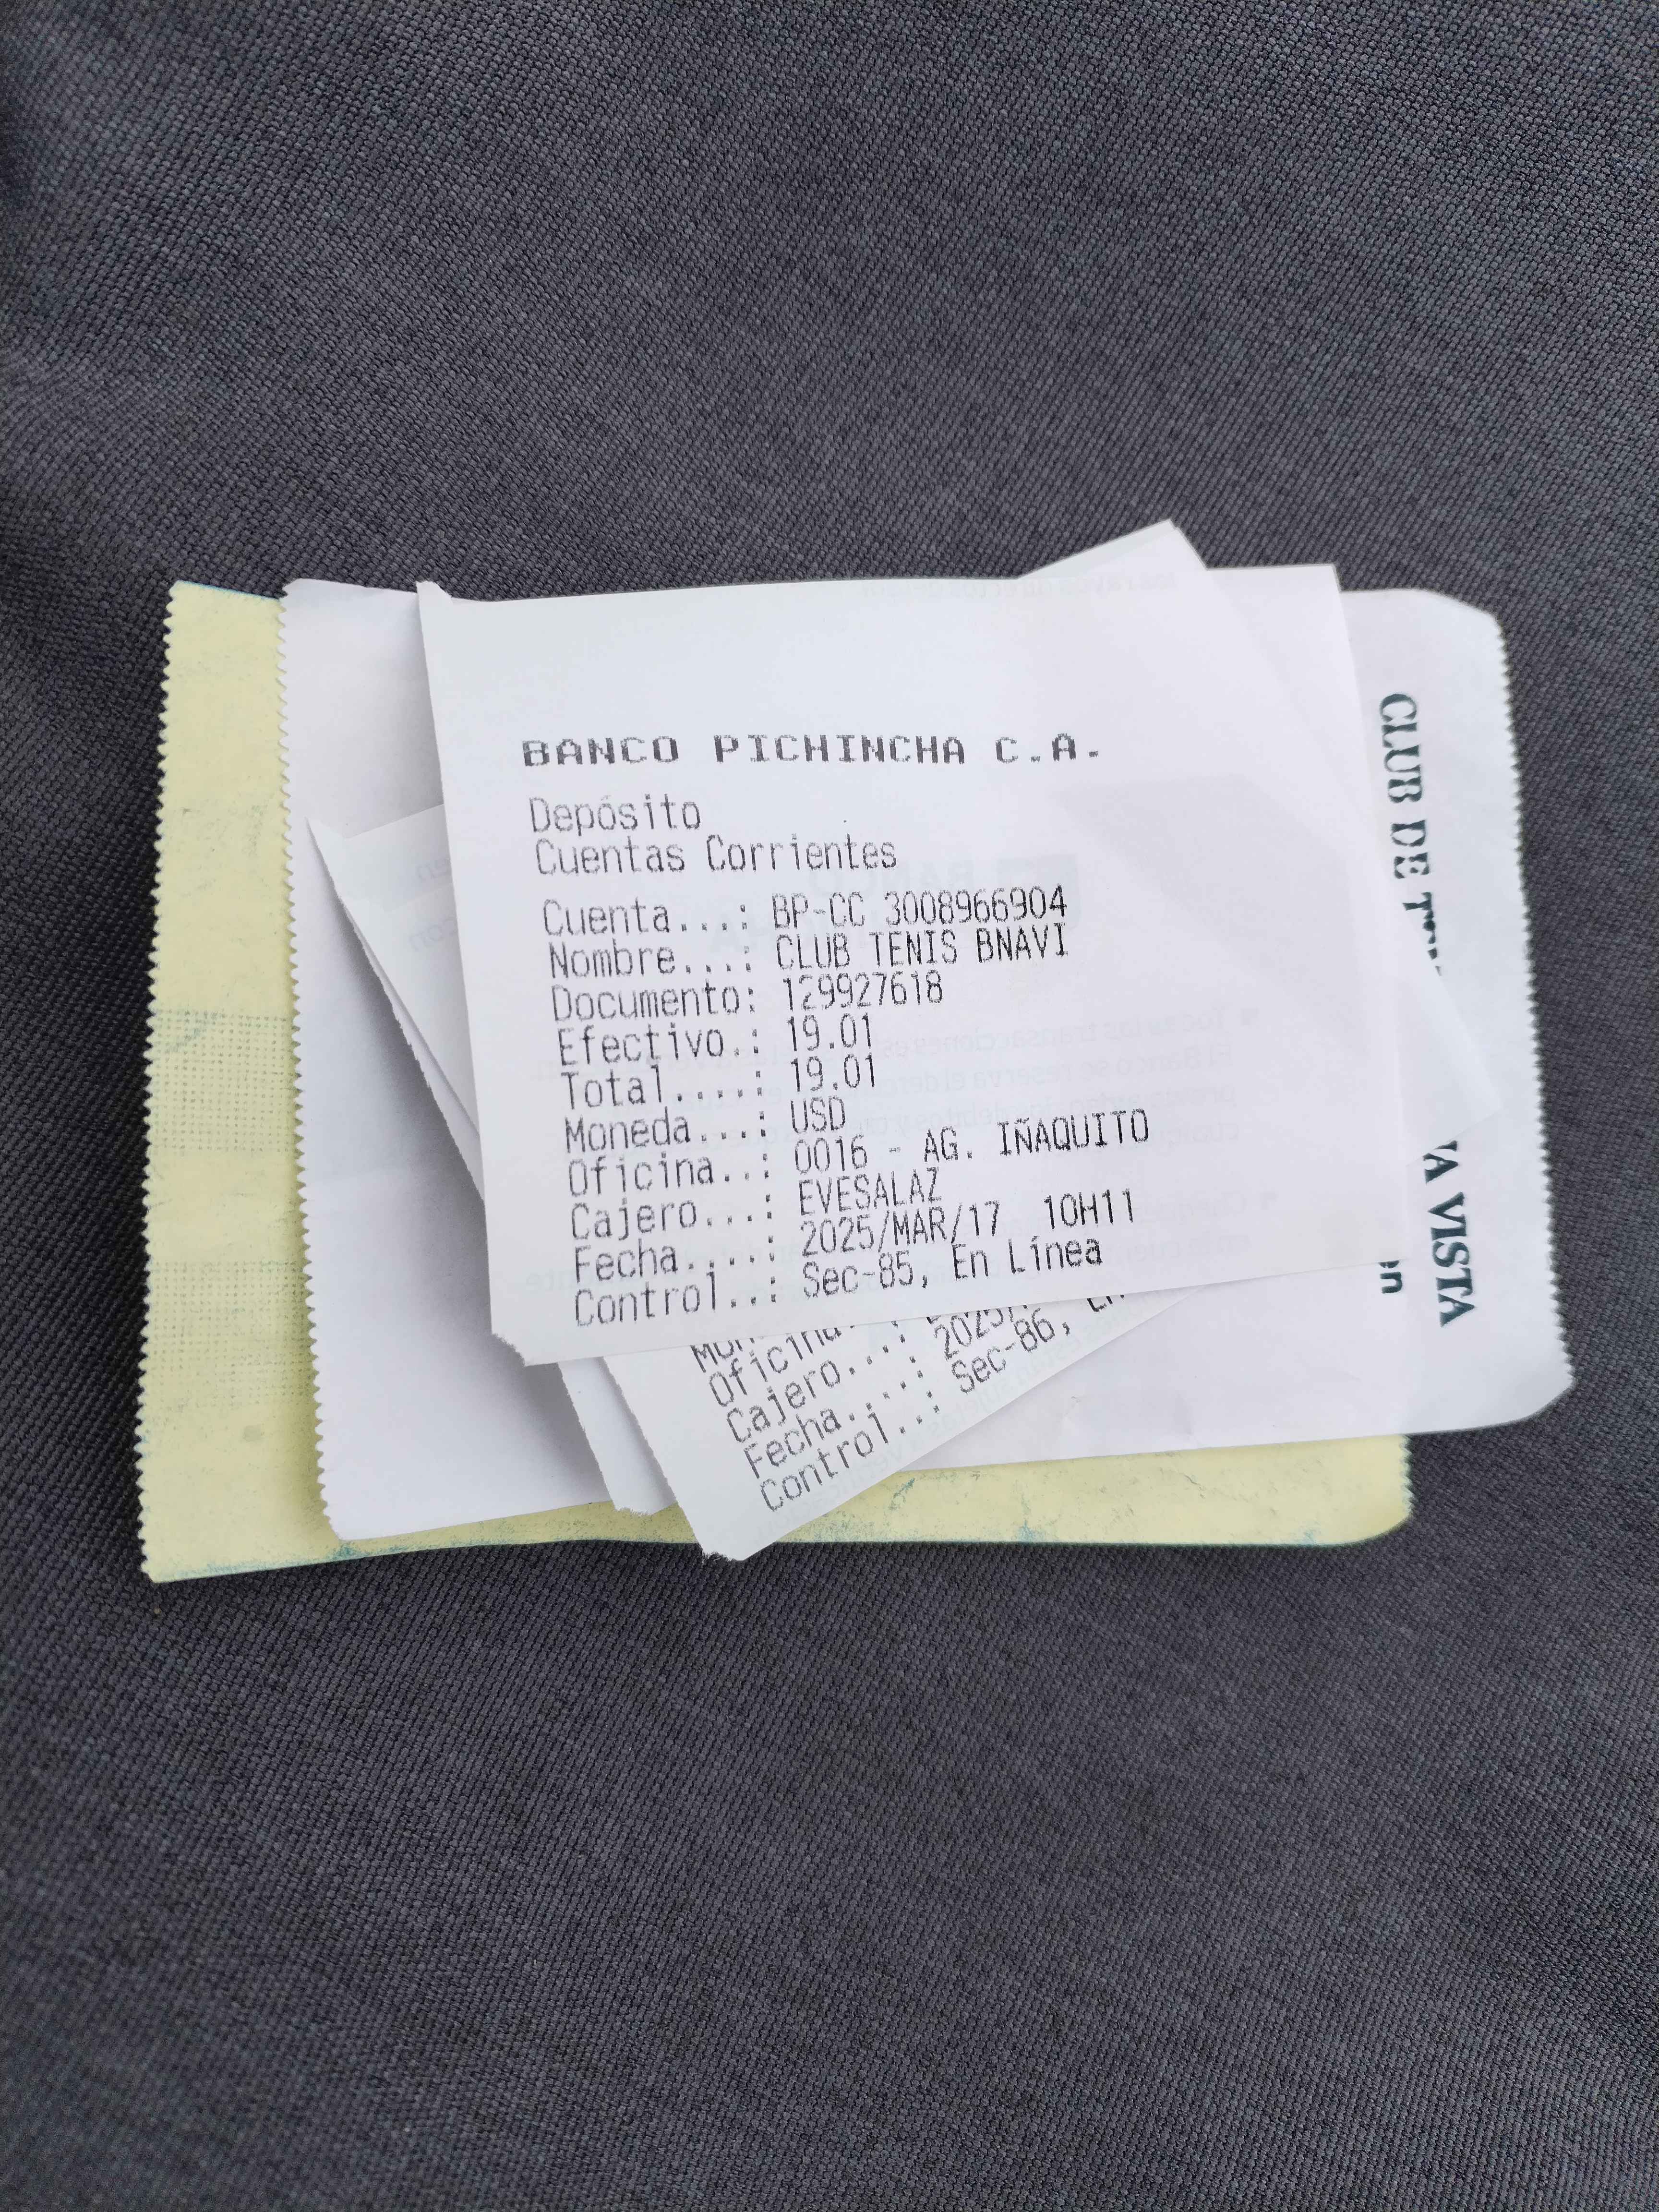 BANCO PICHINCHA C.A.
Depósito
Cuentas Corrientes
Cuenta...: BP-CC 3008966904
Nombre...: CLUB TENIS BNAVI
Documento: 129927618
Efectivo.: 19.01
Total....: 19.01
Moneda...: USD
Oficina..: 0016 - AG. IÑAQUITO
Cajero...: EVESALAZ
Fecha....: 2025/MAR/17 10H11
Control..: Sec-85, En Línea
Oficina..:
Cajero...:
Fecha....: 2025/
Control..: Sec-86,
CLUB DE
VISTA